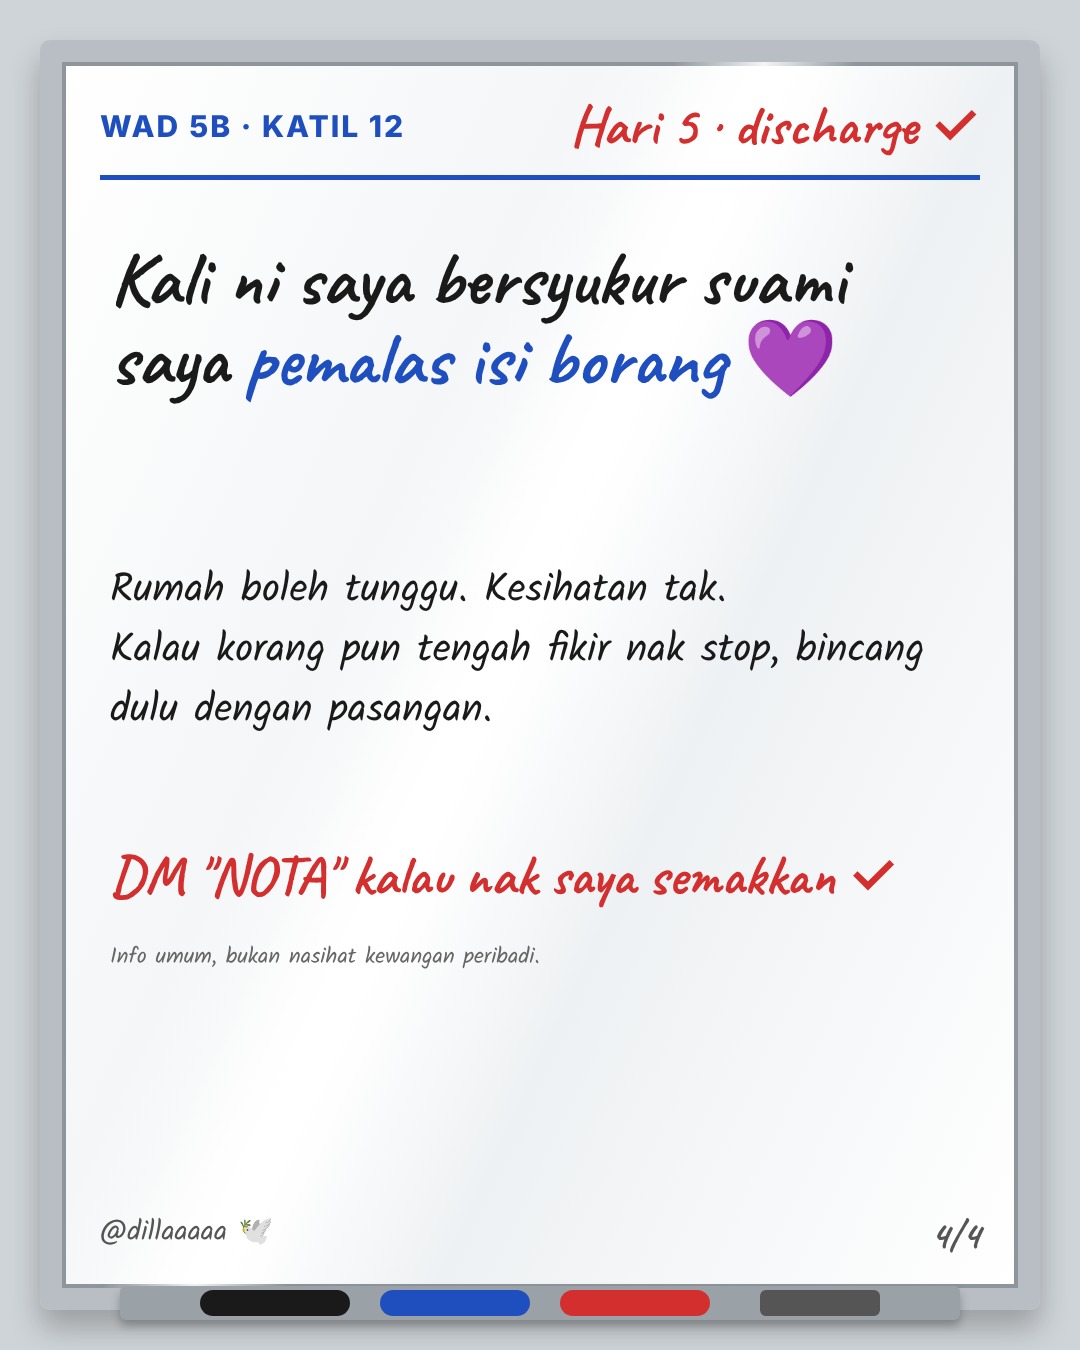 WAD 5B · KATIL 12
Hari 5 · discharge ✓
Kali ni saya bersyukur suami
saya pemalas isi borang 💜
Rumah boleh tunggu. Kesihatan tak.
Kalau korang pun tengah fikir nak stop, bincang
dulu dengan pasangan.
DM "NOTA" kalau nak saya semakkan ✓
Info umum, bukan nasihat kewangan peribadi.
@dillaaaaa 🕊️
4/4